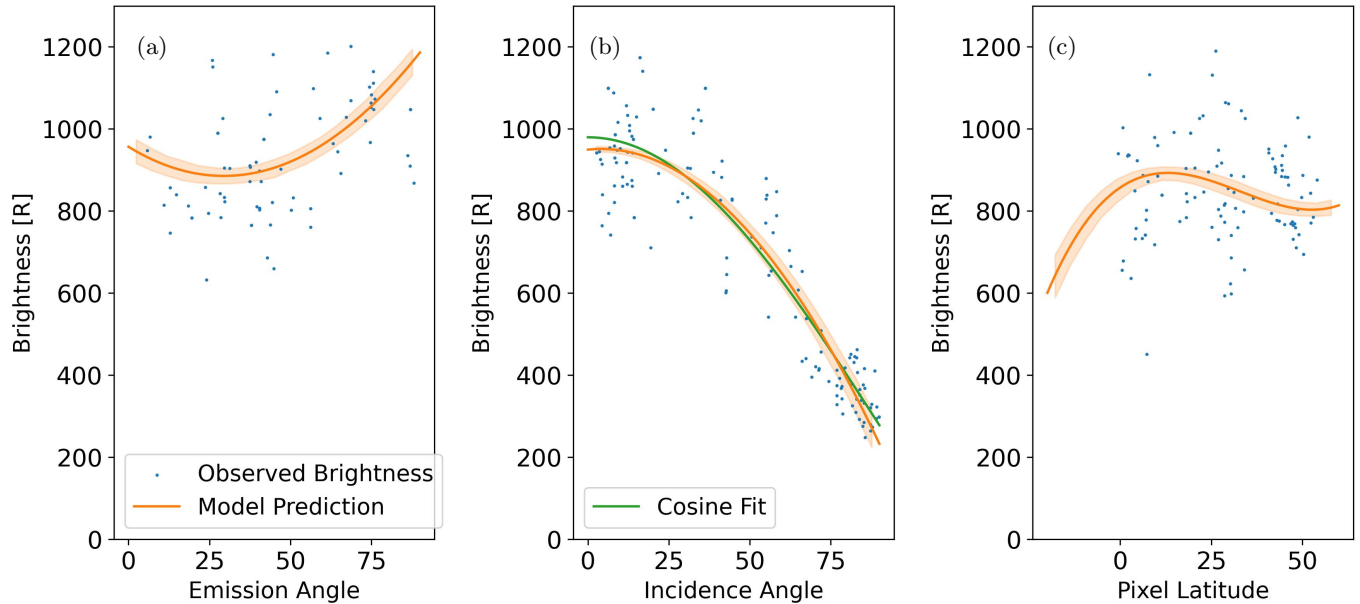 (a)
1200
1000
800
600
400
200
0
Brightness [R]
Observed Brightness
Model Prediction
0 25 50 75
Emission Angle
(b)
1200
1000
800
600
400
200
0
Brightness [R]
Cosine Fit
0 25 50 75
Incidence Angle
(c)
1200
1000
800
600
400
200
0
Brightness [R]
0 25 50
Pixel Latitude